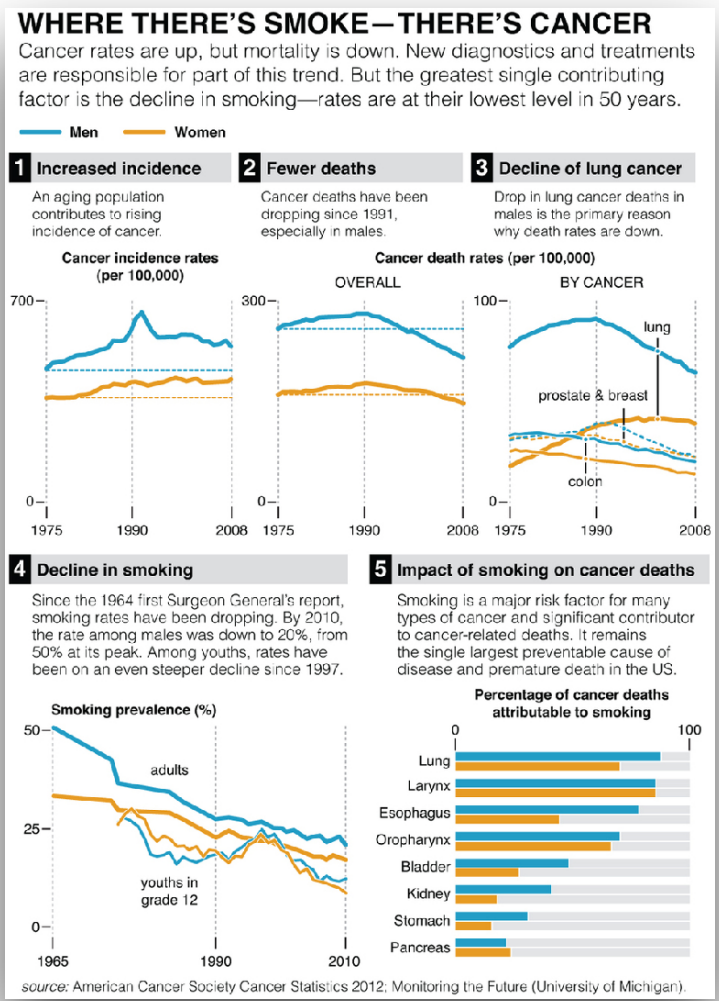 WHERE THERE'S SMOKE—THERE'S CANCER
Cancer rates are up, but mortality is down. New diagnostics and treatments
are responsible for part of this trend. But the greatest single contributing
factor is the decline in smoking—rates are at their lowest level in 50 years.
Men Women
1 Increased incidence
An aging population
contributes to rising
incidence of cancer.
2 Fewer deaths
Cancer deaths have been
dropping since 1991,
especially in males.
3 Decline of lung cancer
Drop in lung cancer deaths in
males is the primary reason
why death rates are down.
Cancer incidence rates
(per 100,000)
700
0
1975 1990 2008
Cancer death rates (per 100,000)
OVERALL
300
0
1975 1990 2008
BY CANCER
100
lung
prostate & breast
colon
0
1975 1990 2008
4 Decline in smoking
Since the 1964 first Surgeon General's report,
smoking rates have been dropping. By 2010,
the rate among males was down to 20%, from
50% at its peak. Among youths, rates have
been on an even steeper decline since 1997.
Smoking prevalence (%)
50
adults
25
youths in
grade 12
0
1965 1990 2010
5 Impact of smoking on cancer deaths
Smoking is a major risk factor for many
types of cancer and significant contributor
to cancer-related deaths. It remains
the single largest preventable cause of
disease and premature death in the US.
Percentage of cancer deaths
attributable to smoking
0 100
Lung
Larynx
Esophagus
Oropharynx
Bladder
Kidney
Stomach
Pancreas
source: American Cancer Society Cancer Statistics 2012; Monitoring the Future (University of Michigan).